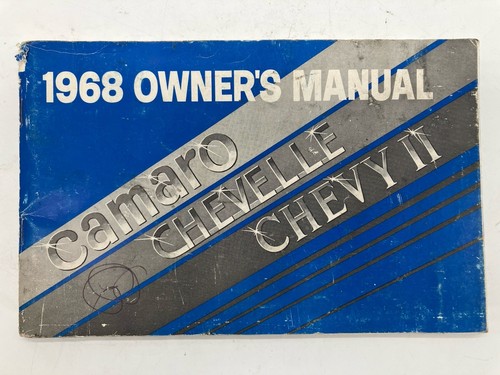 1968 OWNER'S MANUAL
camaro
CHEVELLE
CHEVY II